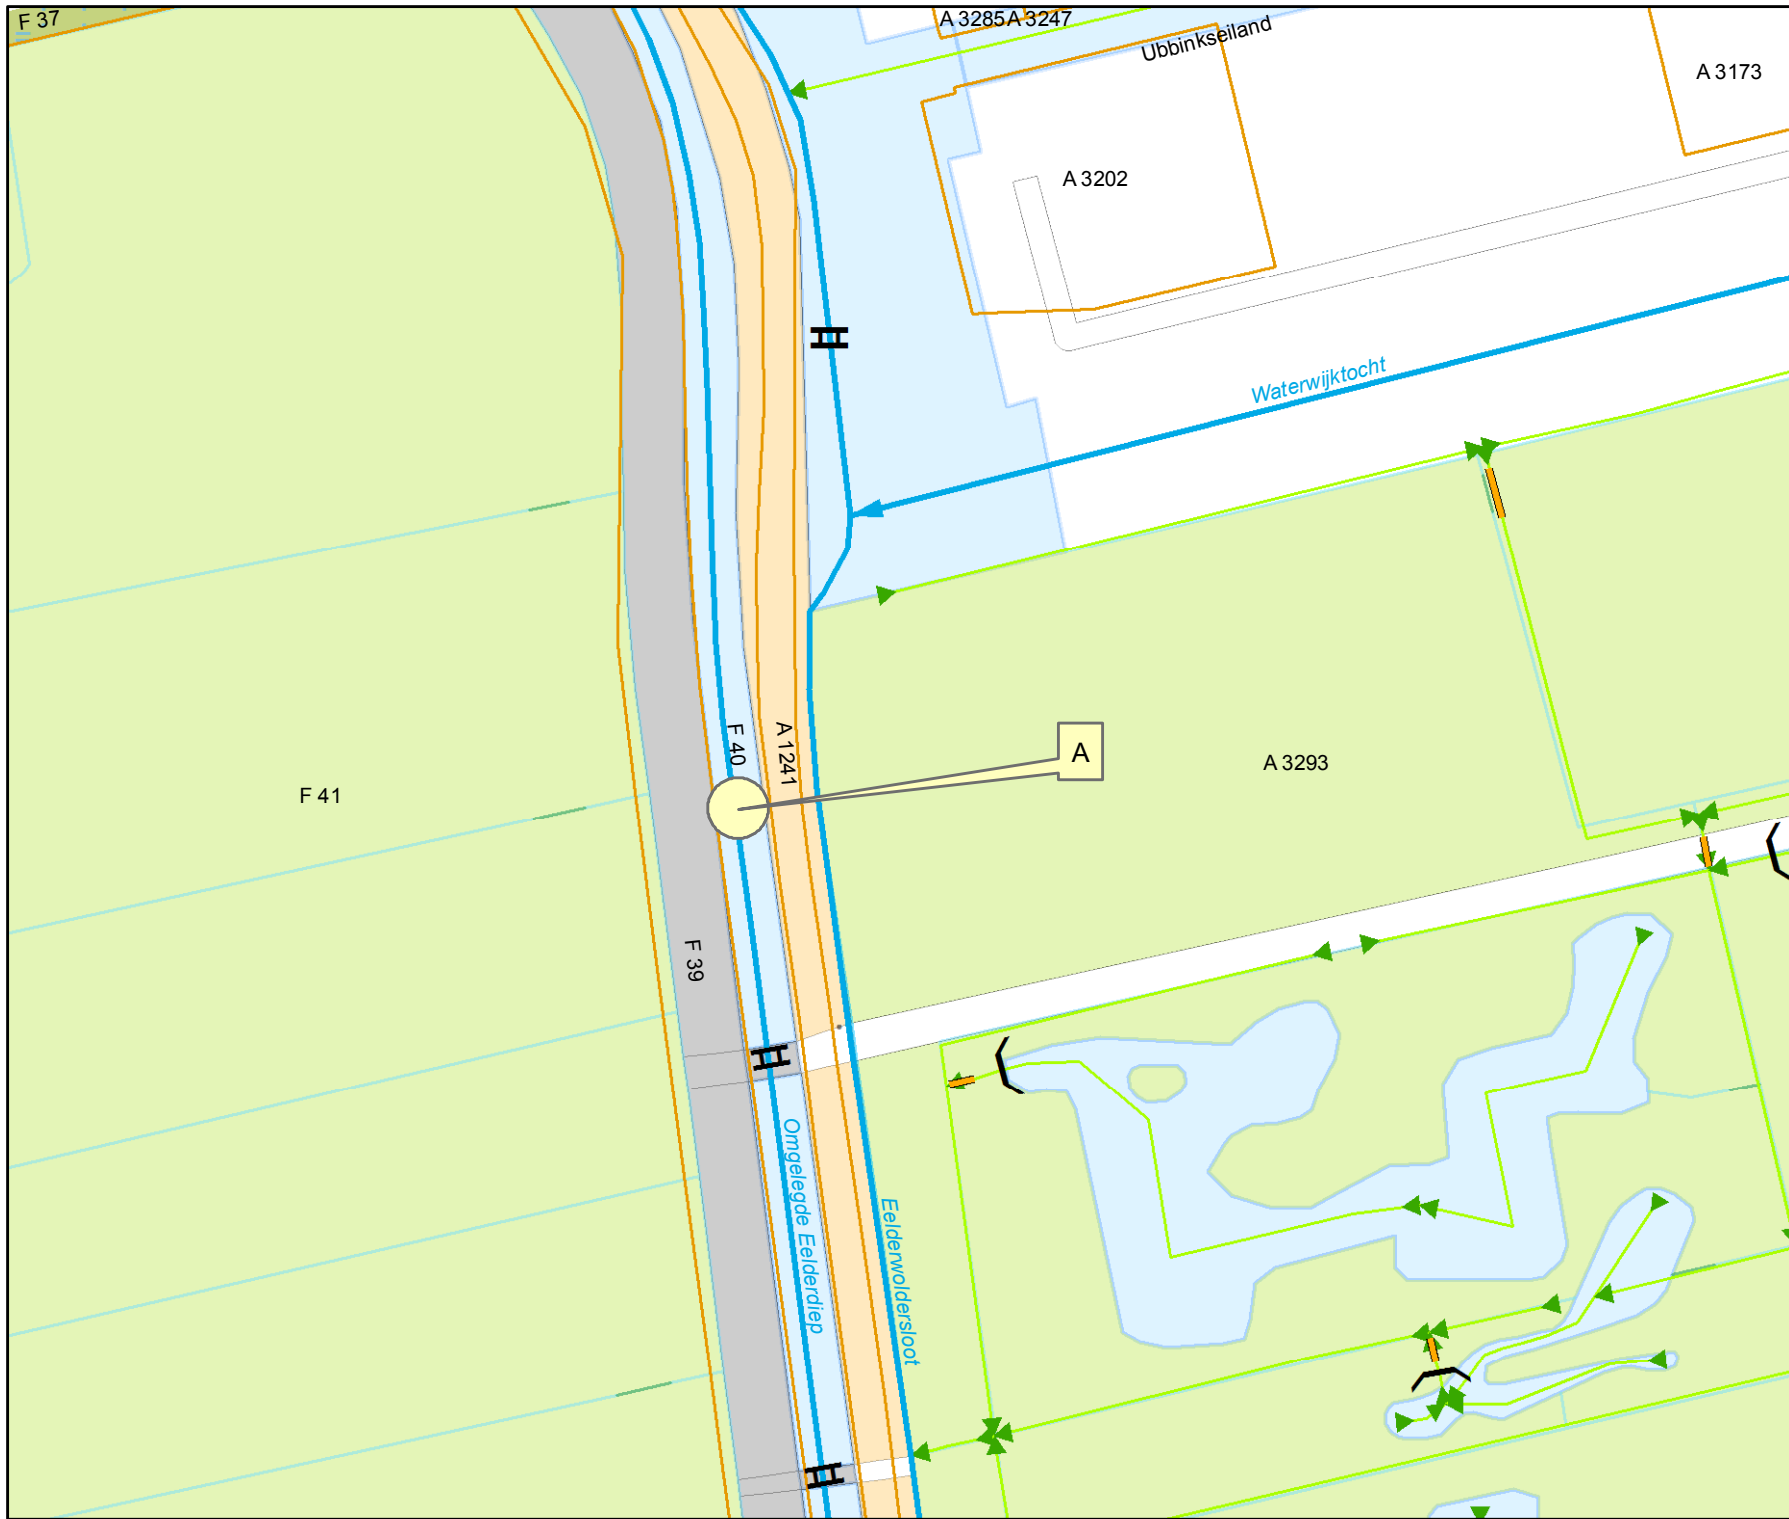 F 37
A 3285
A 3247
Ubbinkseiland
A 3173
A 3202
Waterwijktocht
F 40
A 1241
A
A 3293
F 41
F 39
Omgelegde Eelderdiep
Eelderwoldersloot